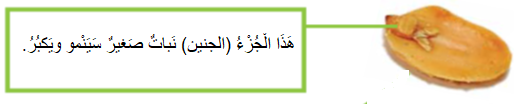 هَذَا الْجُزْءُ (الجنين) نَباتٌ صَغيرٌ سَيَنْمو ويَكبُرُ.